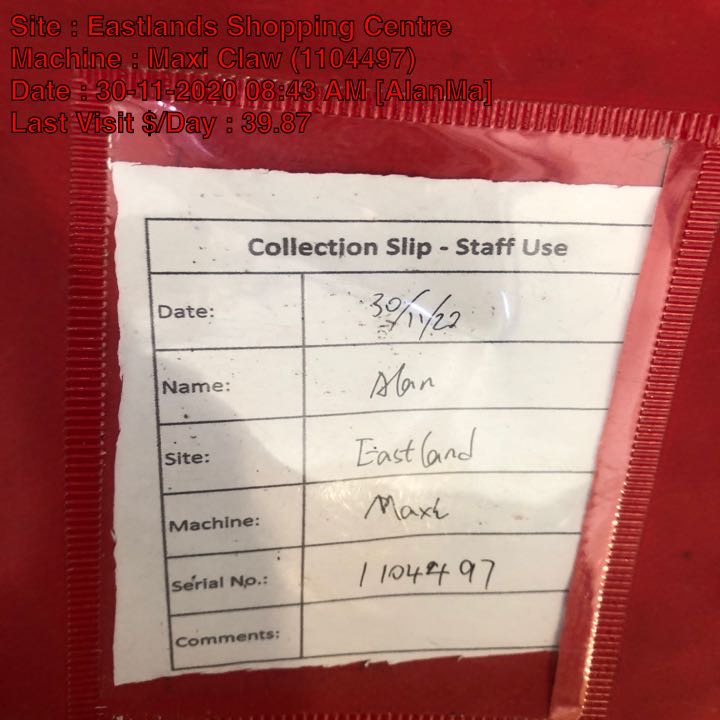 Site : Eastlands Shopping Centre
Machine : Maxi Claw (1104497)
Date : 30-11-2020 08:43 AM [AlanMa]
Last Visit $/Day : 39.87
Collection Slip - Staff Use
Date: 30/11/22
Name: Alan
Site: Eastland
Machine: Maxi
Serial No.: 1104497
Comments: